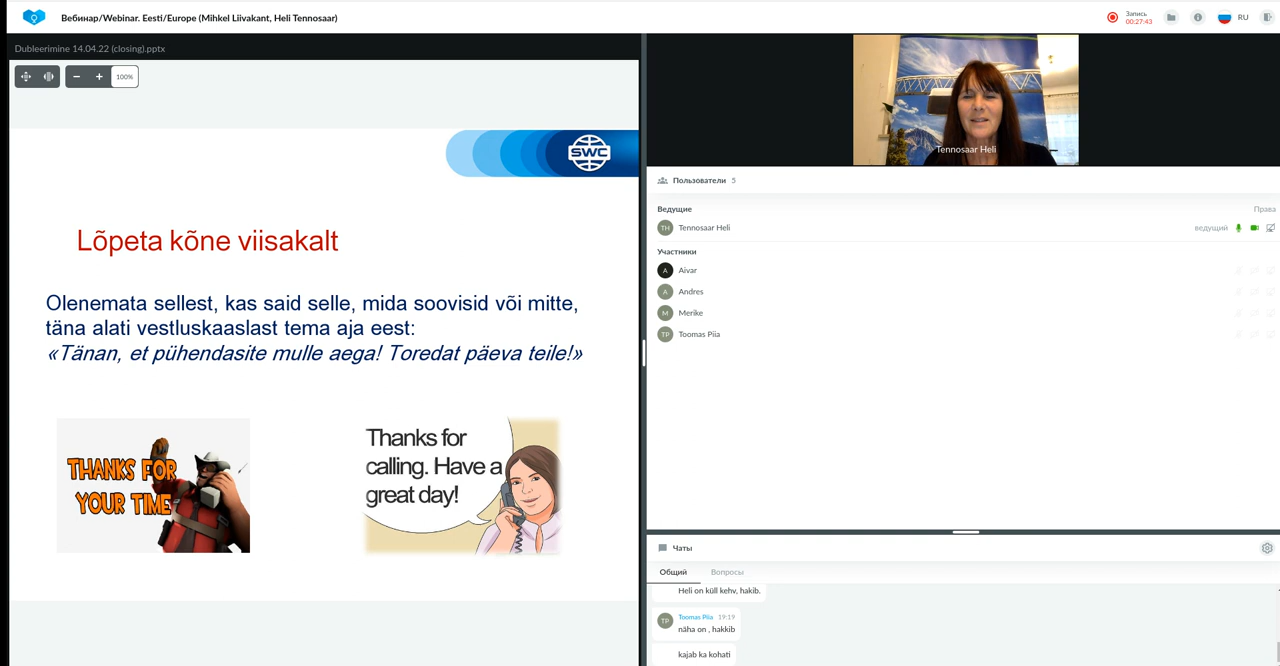 Вебинар/Webinar. Eesti/Europe (Mihkel Liivakant, Heli Tennosaar)
Запись
00:27:43
RU
Dubleerimine 14.04.22 (closing).pptx
100%
SWC
Lõpeta kõne viisakalt
Olenemata sellest, kas said selle, mida soovisid või mitte,
täna alati vestluskaaslast tema aja eest:
«Tänan, et pühendasite mulle aega! Toredat päeva teile!»
THANKS FOR
YOUR TIME
Thanks for
calling. Have a
great day!
Tennosaar Heli
Пользователи 5
Ведущие Права
TH Tennosaar Heli ведущий
Участники
A Aivar
A Andres
M Merike
TP Toomas Piia
Чаты
Общий Вопросы
Heli on küll kehv, hakib.
TP Toomas Piia 19:19
näha on , hakkib
kajab ka kohati